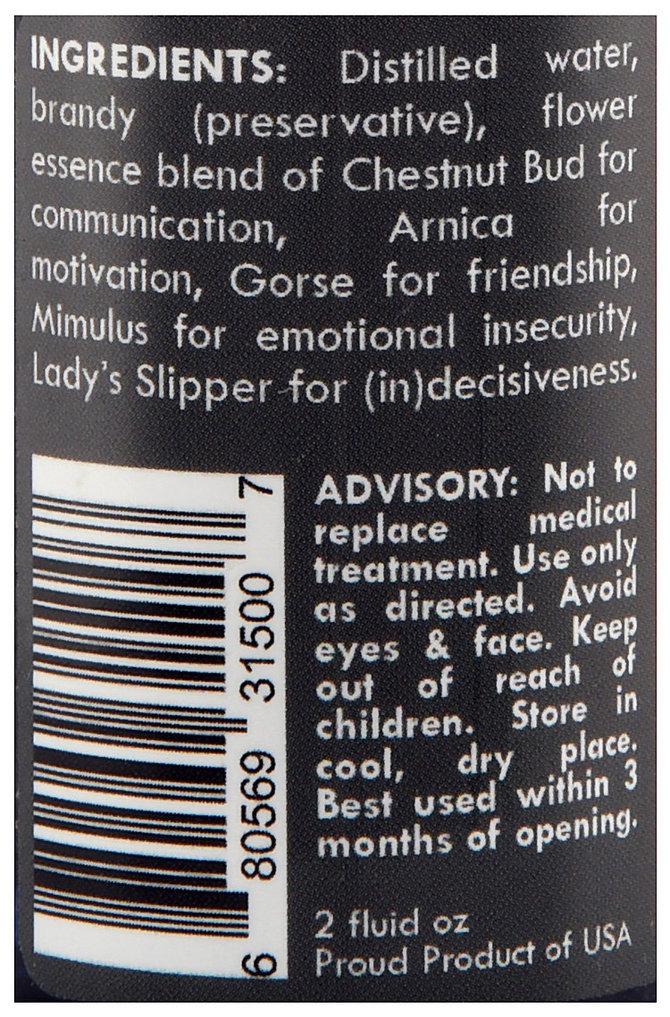 INGREDIENTS: Distilled water,
brandy (preservative), flower
essence blend of Chestnut Bud for
communication, Arnica for
motivation, Gorse for friendship,
Mimulus for emotional insecurity,
Lady's Slipper for (in)decisiveness.
ADVISORY: Not to
replace medical
treatment. Use only
as directed. Avoid
eyes & face. Keep
out of reach of
children. Store in
cool, dry place.
Best used within 3
months of opening.
2 fluid oz
Proud Product of USA
6 80569 31500 7